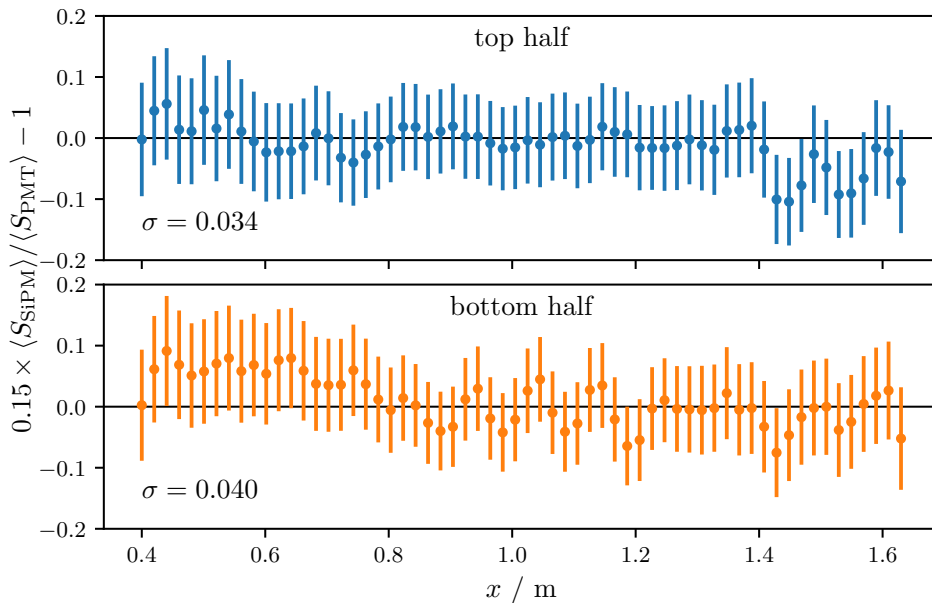 0.15 × ⟨S_SiPM⟩/⟨S_PMT⟩ − 1
0.2
0.1
0.0
−0.1
−0.2
top half
σ = 0.034
0.2
0.1
0.0
−0.1
−0.2
bottom half
σ = 0.040
0.4 0.6 0.8 1.0 1.2 1.4 1.6
x / m